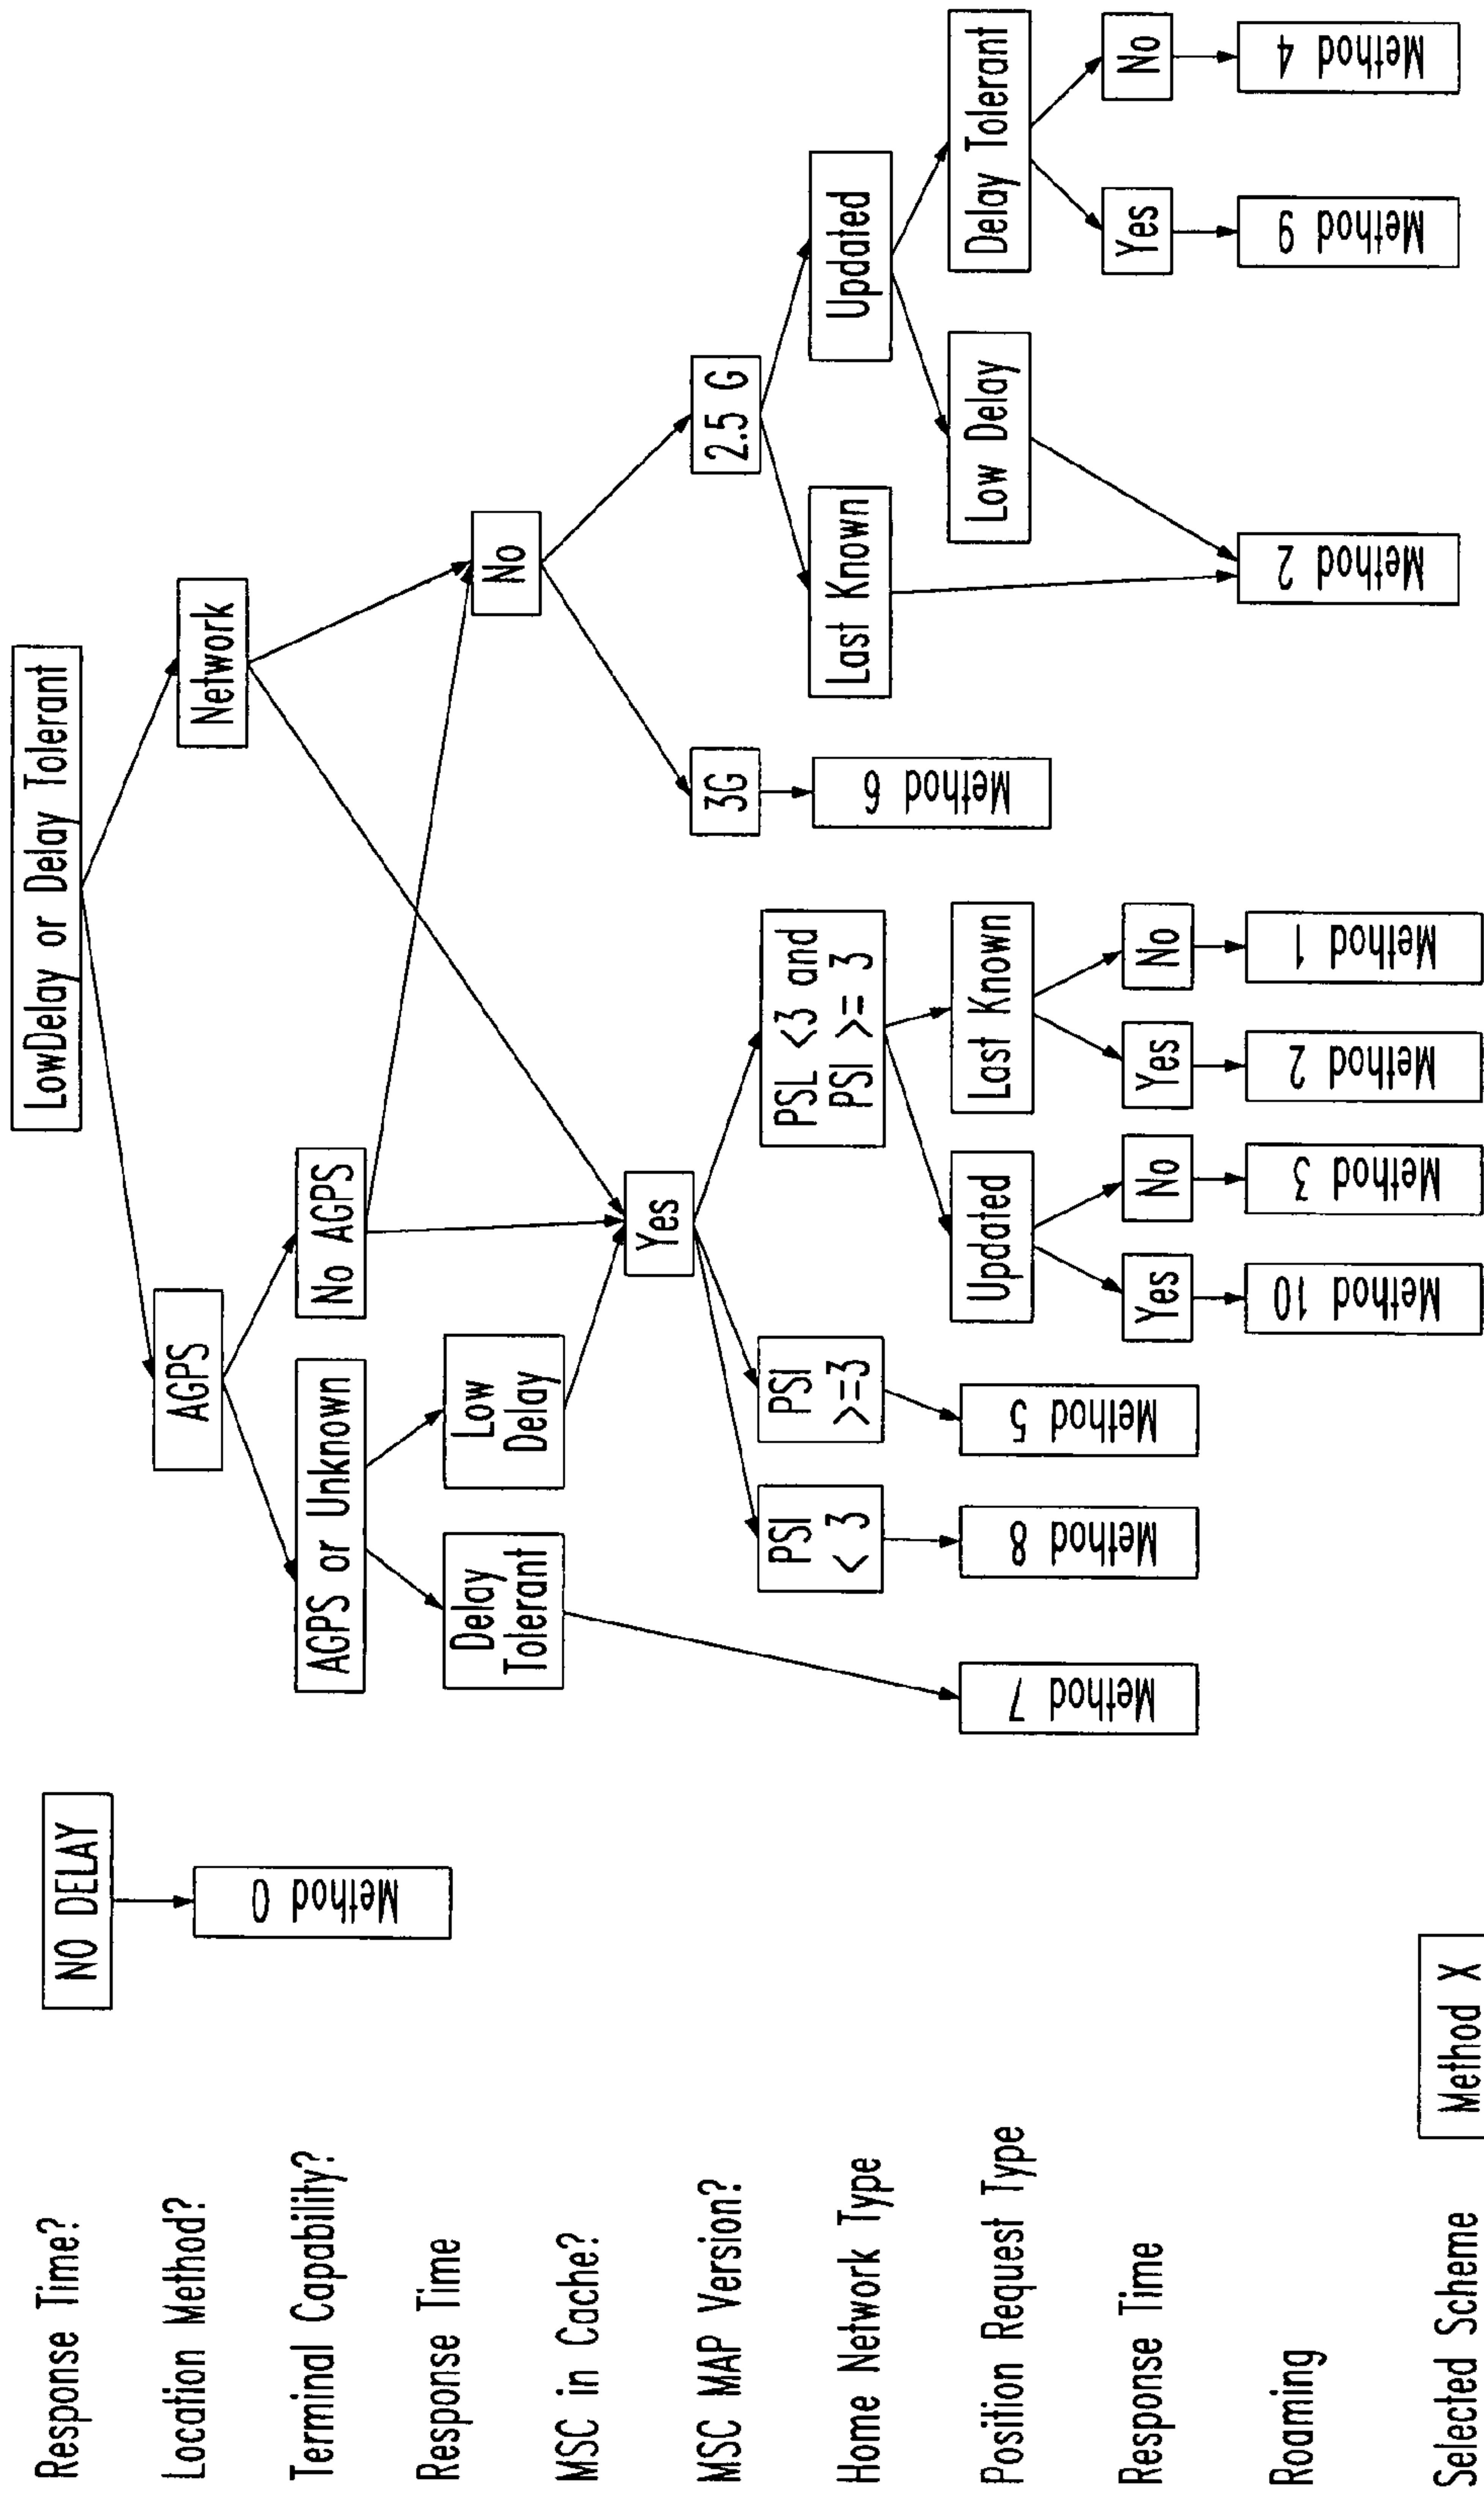 Response Time?
Location Method?
Terminal Capability?
Response Time
MSC in Cache?
MSC MAP Version?
Home Network Type
Position Request Type
Response Time
Roaming
Selected Scheme
Method X
NO DELAY
Method 0
LowDelay or Delay Tolerant
AGPS
Network
AGPS or Unknown
No AGPS
Delay
Tolerant
Low
Delay
No
Yes
3G
2.5 G
PSI
< 3
PSI
>=3
PSL <3 and
PSI >= 3
Method 6
Last Known
Updated
Method 7
Method 8
Method 5
Updated
Last Known
Low Delay
Delay Tolerant
Yes
No
Yes
No
Yes
No
Method 10
Method 3
Method 2
Method 1
Method 2
Method 9
Method 4